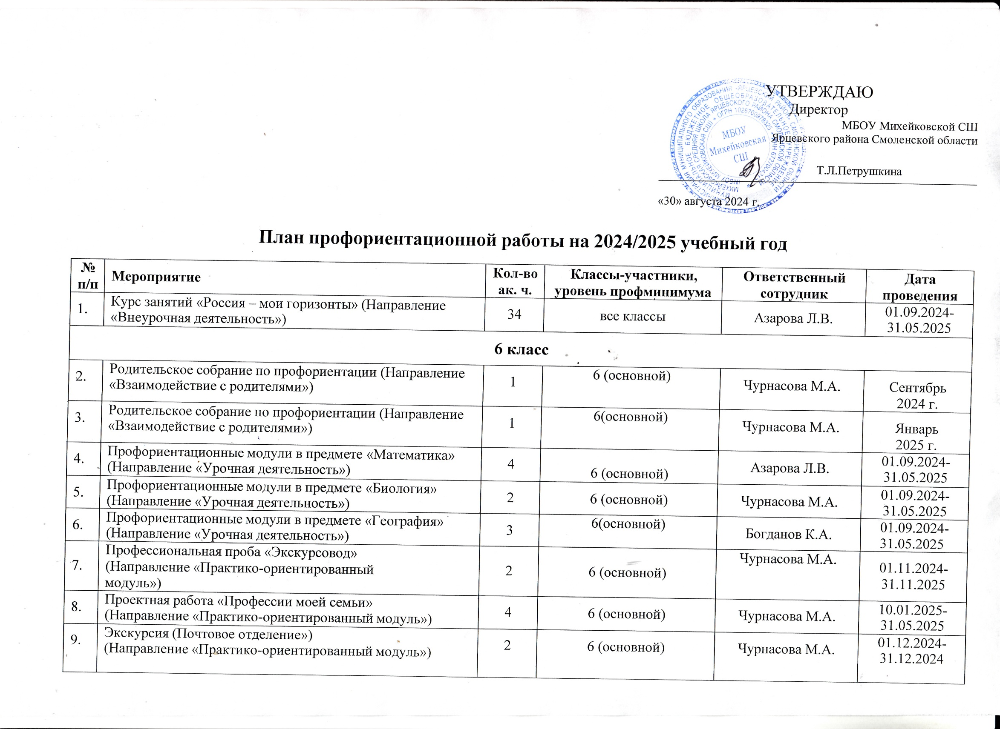 УТВЕРЖДАЮ
Директор
МБОУ Михейковской СШ
Ярцевского района Смоленской области
Т.Л.Петрушкина
«30» августа 2024 г.
МБОУ
Михейковская
СШ
План профориентационной работы на 2024/2025 учебный год
№ п/п
Мероприятие
Кол-во ак. ч.
Классы-участники, уровень профминимума
Ответственный сотрудник
Дата проведения
1.
Курс занятий «Россия – мои горизонты» (Направление
«Внеурочная деятельность»)
34
все классы
Азарова Л.В.
01.09.2024-
31.05.2025
6 класс
2.
Родительское собрание по профориентации (Направление
«Взаимодействие с родителями»)
1
6 (основной)
Чурнасова М.А.
Сентябрь
2024 г.
3.
Родительское собрание по профориентации (Направление
«Взаимодействие с родителями»)
1
6(основной)
Чурнасова М.А.
Январь
2025 г.
4.
Профориентационные модули в предмете «Математика»
(Направление «Урочная деятельность»)
4
6 (основной)
Азарова Л.В.
01.09.2024-
31.05.2025
5.
Профориентационные модули в предмете «Биология»
(Направление «Урочная деятельность»)
2
6 (основной)
Чурнасова М.А.
01.09.2024-
31.05.2025
6.
Профориентационные модули в предмете «География»
(Направление «Урочная деятельность»)
3
6(основной)
Богданов К.А.
01.09.2024-
31.05.2025
7.
Профессиональная проба «Экскурсовод»
(Направление «Практико-ориентированный
модуль»)
2
6 (основной)
Чурнасова М.А.
01.11.2024-
31.11.2025
8.
Проектная работа «Профессии моей семьи»
(Направление «Практико-ориентированный модуль»)
4
6 (основной)
Чурнасова М.А.
10.01.2025-
31.05.2025
9.
Экскурсия (Почтовое отделение»)
(Направление «Практико-ориентированный модуль»)
2
6 (основной)
Чурнасова М.А.
01.12.2024-
31.12.2024